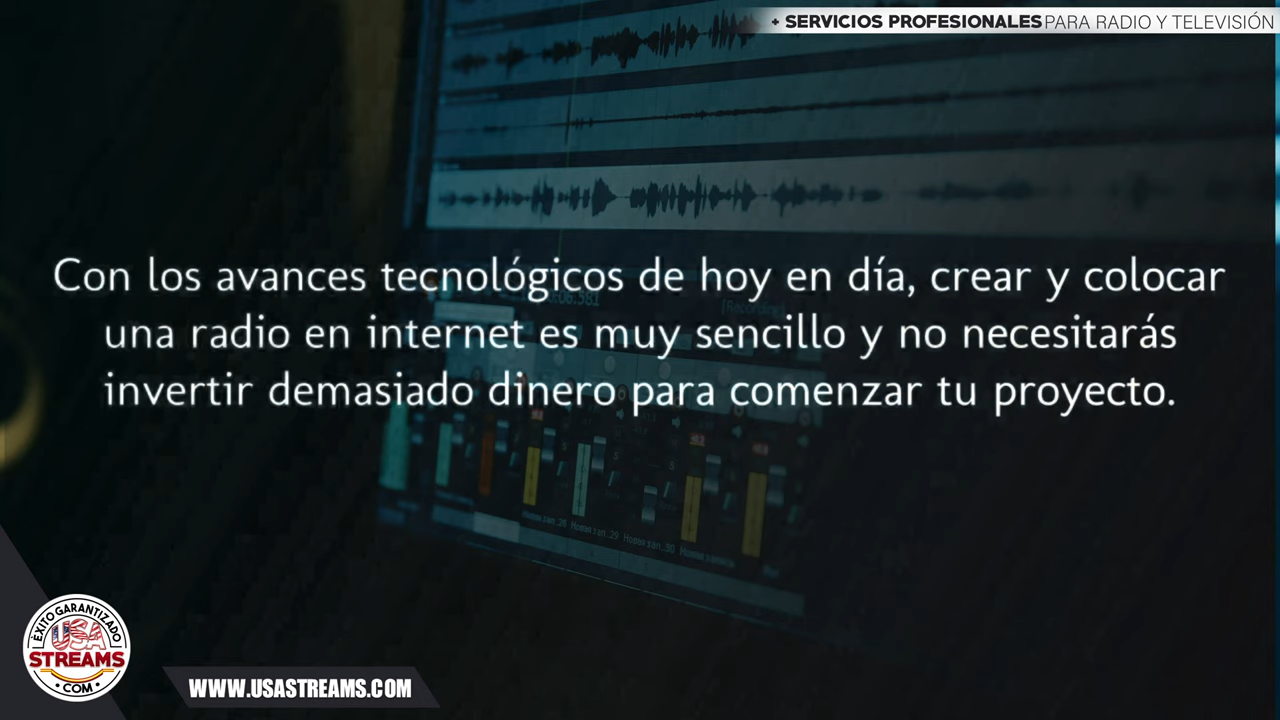 + SERVICIOS PROFESIONALES PARA RADIO Y TELEVISIÓN
Con los avances tecnológicos de hoy en día, crear y colocar
una radio en internet es muy sencillo y no necesitarás
invertir demasiado dinero para comenzar tu proyecto.
ÉXITO GARANTIZADO
USA
STREAMS
• COM •
WWW.USASTREAMS.COM